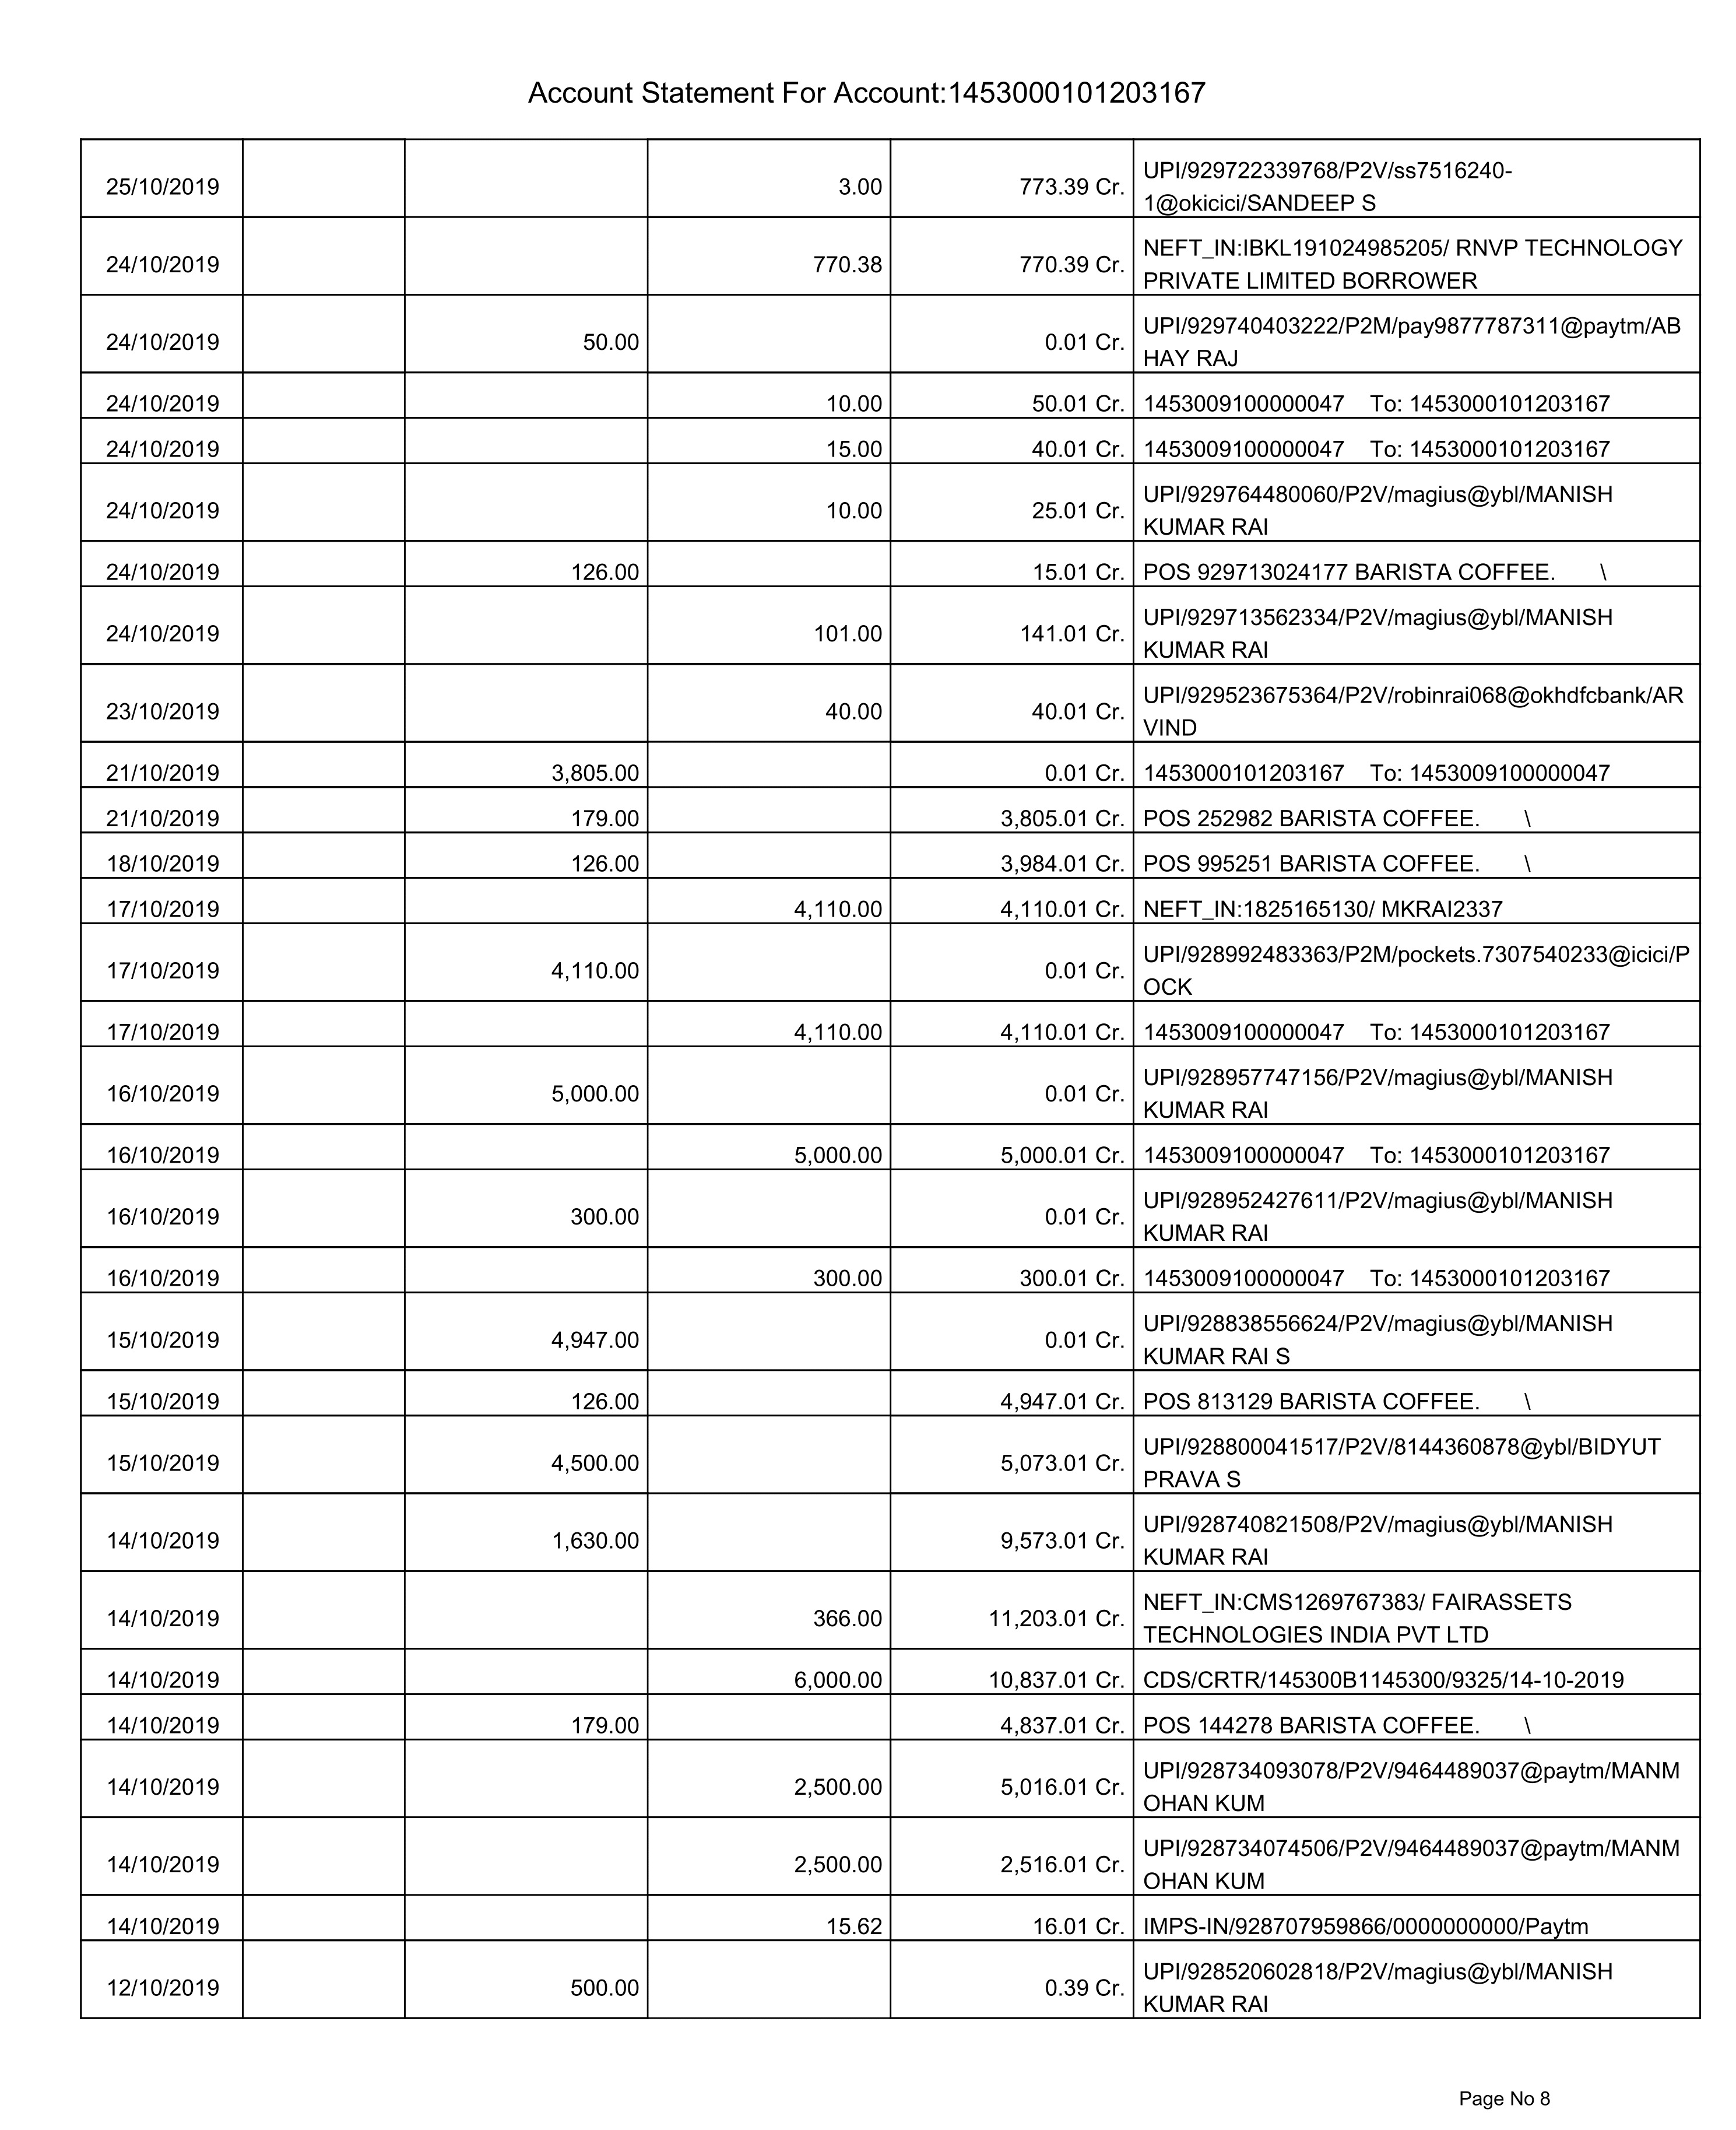 Account Statement For Account:1453000101203167
25/10/2019 3.00 773.39 Cr. UPI/929722339768/P2V/ss7516240-
1@okicici/SANDEEP S
24/10/2019 770.38 770.39 Cr. NEFT_IN:IBKL191024985205/ RNVP TECHNOLOGY
PRIVATE LIMITED BORROWER
24/10/2019 50.00 0.01 Cr. UPI/929740403222/P2M/pay9877787311@paytm/AB
HAY RAJ
24/10/2019 10.00 50.01 Cr. 1453009100000047 To: 1453000101203167
24/10/2019 15.00 40.01 Cr. 1453009100000047 To: 1453000101203167
24/10/2019 10.00 25.01 Cr. UPI/929764480060/P2V/magius@ybl/MANISH
KUMAR RAI
24/10/2019 126.00 15.01 Cr. POS 929713024177 BARISTA COFFEE. \
24/10/2019 101.00 141.01 Cr. UPI/929713562334/P2V/magius@ybl/MANISH
KUMAR RAI
23/10/2019 40.00 40.01 Cr. UPI/929523675364/P2V/robinrai068@okhdfcbank/AR
VIND
21/10/2019 3,805.00 0.01 Cr. 1453000101203167 To: 1453009100000047
21/10/2019 179.00 3,805.01 Cr. POS 252982 BARISTA COFFEE. \
18/10/2019 126.00 3,984.01 Cr. POS 995251 BARISTA COFFEE. \
17/10/2019 4,110.00 4,110.01 Cr. NEFT_IN:1825165130/ MKRAI2337
17/10/2019 4,110.00 0.01 Cr. UPI/928992483363/P2M/pockets.7307540233@icici/P
OCK
17/10/2019 4,110.00 4,110.01 Cr. 1453009100000047 To: 1453000101203167
16/10/2019 5,000.00 0.01 Cr. UPI/928957747156/P2V/magius@ybl/MANISH
KUMAR RAI
16/10/2019 5,000.00 5,000.01 Cr. 1453009100000047 To: 1453000101203167
16/10/2019 300.00 0.01 Cr. UPI/928952427611/P2V/magius@ybl/MANISH
KUMAR RAI
16/10/2019 300.00 300.01 Cr. 1453009100000047 To: 1453000101203167
15/10/2019 4,947.00 0.01 Cr. UPI/928838556624/P2V/magius@ybl/MANISH
KUMAR RAI S
15/10/2019 126.00 4,947.01 Cr. POS 813129 BARISTA COFFEE. \
15/10/2019 4,500.00 5,073.01 Cr. UPI/928800041517/P2V/8144360878@ybl/BIDYUT
PRAVA S
14/10/2019 1,630.00 9,573.01 Cr. UPI/928740821508/P2V/magius@ybl/MANISH
KUMAR RAI
14/10/2019 366.00 11,203.01 Cr. NEFT_IN:CMS1269767383/ FAIRASSETS
TECHNOLOGIES INDIA PVT LTD
14/10/2019 6,000.00 10,837.01 Cr. CDS/CRTR/145300B1145300/9325/14-10-2019
14/10/2019 179.00 4,837.01 Cr. POS 144278 BARISTA COFFEE. \
14/10/2019 2,500.00 5,016.01 Cr. UPI/928734093078/P2V/9464489037@paytm/MANM
OHAN KUM
14/10/2019 2,500.00 2,516.01 Cr. UPI/928734074506/P2V/9464489037@paytm/MANM
OHAN KUM
14/10/2019 15.62 16.01 Cr. IMPS-IN/928707959866/0000000000/Paytm
12/10/2019 500.00 0.39 Cr. UPI/928520602818/P2V/magius@ybl/MANISH
KUMAR RAI
Page No 8